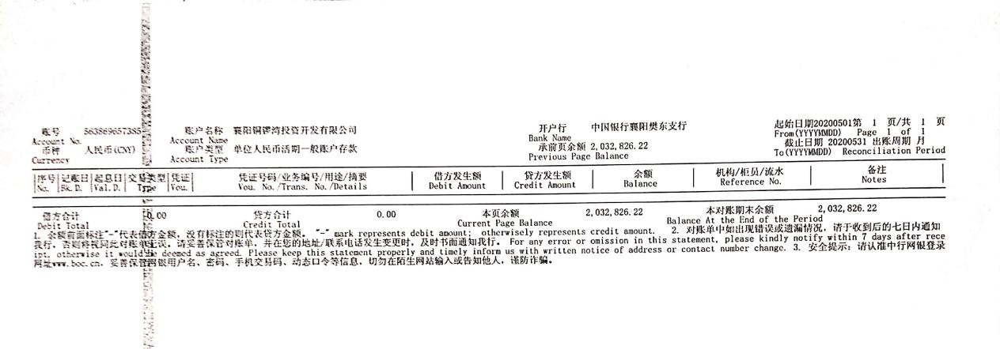 账号 563869657385 账户名称 襄阳铜锣湾投资开发有限公司 开户行 中国银行襄阳樊东支行 起始日期20200501第 1 页/共 1 页
Account No. Account Name Bank Name From(YYYYMMDD) Page 1 of 1
币种 人民币(CNY) 账户类型 单位人民币活期一般账户存款 承前页余额 2,032,826.22 截止日期 20200531 出账周期 月
Currency Account Type Previous Page Balance To(YYYYMMDD) Reconciliation Period
序号 记账日 起息日 交易类型 凭证 凭证号码/业务编号/用途/摘要 借方发生额 贷方发生额 余额 机构/柜员/流水 备注
No. Bk. D. Val. D. Type Vou. Vou. No./Trans. No./Details Debit Amount Credit Amount Balance Reference No. Notes
借方合计 0.00 贷方合计 0.00 本页余额 2,032,826.22 本对账期末余额 2,032,826.22
Debit Total Credit Total Current Page Balance Balance At the End of the Period
1. 余额前面标注"-"代表借方金额, 没有标注的则代表贷方金额。 "-" mark represents debit amount; otherwisely represents credit amount. 2. 对账单中如出现错误或遗漏情况, 请于收到后的七日内通知
我行, 否则将视同此对账单无误, 请妥善保管对账单, 并在您的地址/联系电话发生变更时, 及时书面通知我行。 For any error or omission in this statement, please kindly notify within 7 days after rece
ipt, otherwise it would be deemed as agreed. Please keep this statement properly and timely inform us with written notice of address or contact number change. 3. 安全提示: 请认准中行网银登录
网址www.boc.cn, 妥善保管网银用户名、密码、手机交易码、动态口令等信息, 切勿在陌生网站输入或告知他人, 谨防诈骗。